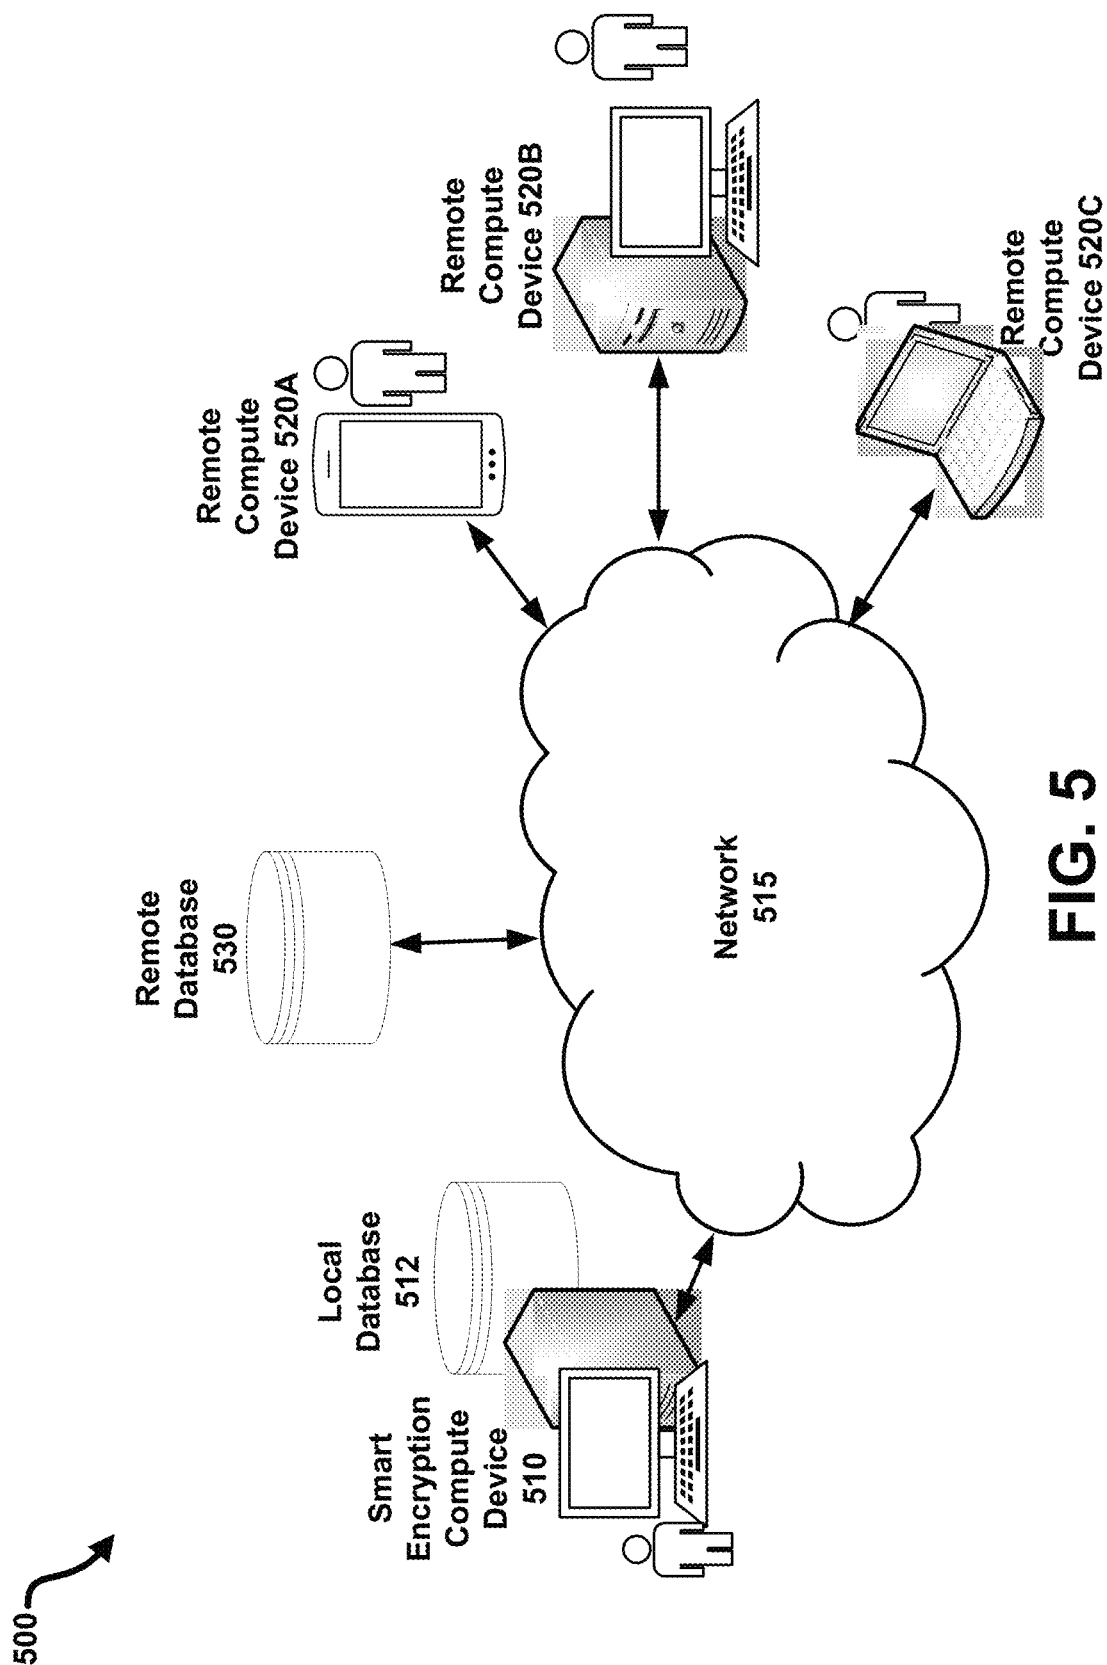 500
Smart
Encryption
Compute
Device
510
Local
Database
512
Remote
Database
530
Remote
Compute
Device 520A
Remote
Compute
Device 520B
Remote
Compute
Device 520C
Network
515
FIG. 5